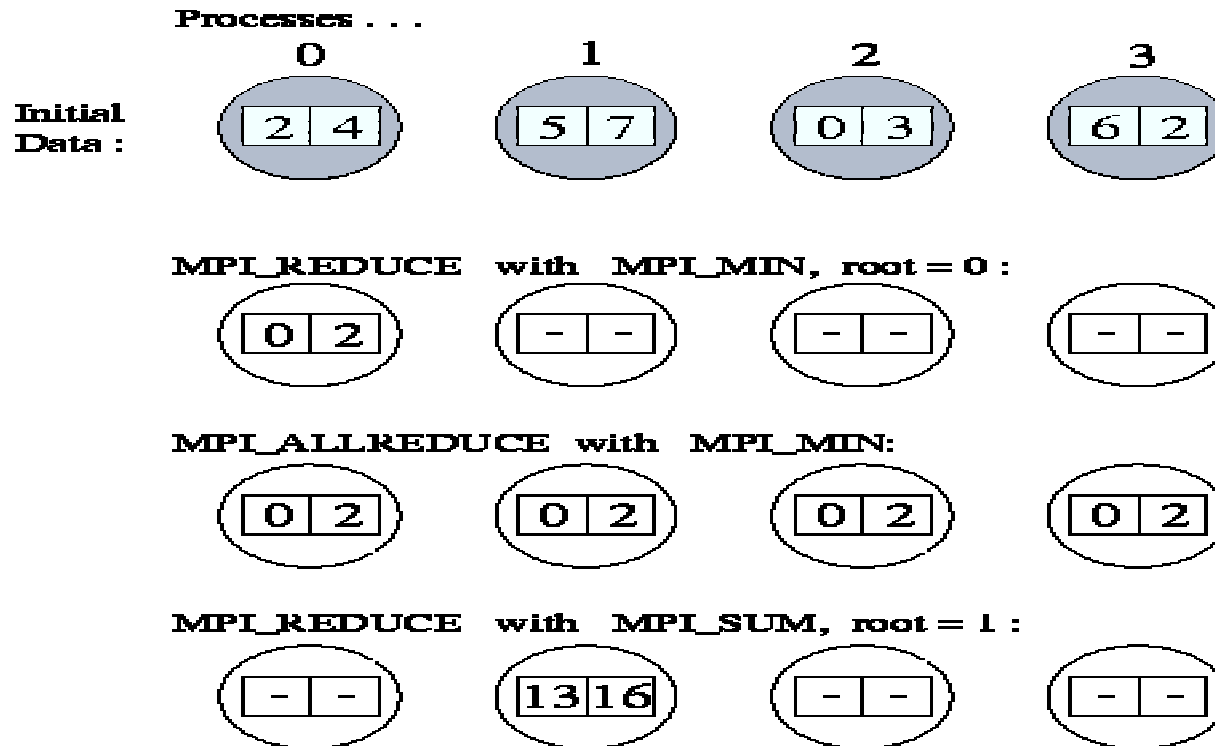 Processes . . .
0 1 2 3
Initial
Data :
2 4 5 7 0 3 6 2
MPI_REDUCE with MPI_MIN, root = 0 :
0 2 - - - - - -
MPI_ALLREDUCE with MPI_MIN:
0 2 0 2 0 2 0 2
MPI_REDUCE with MPI_SUM, root = 1 :
- - 13 16 - - - -